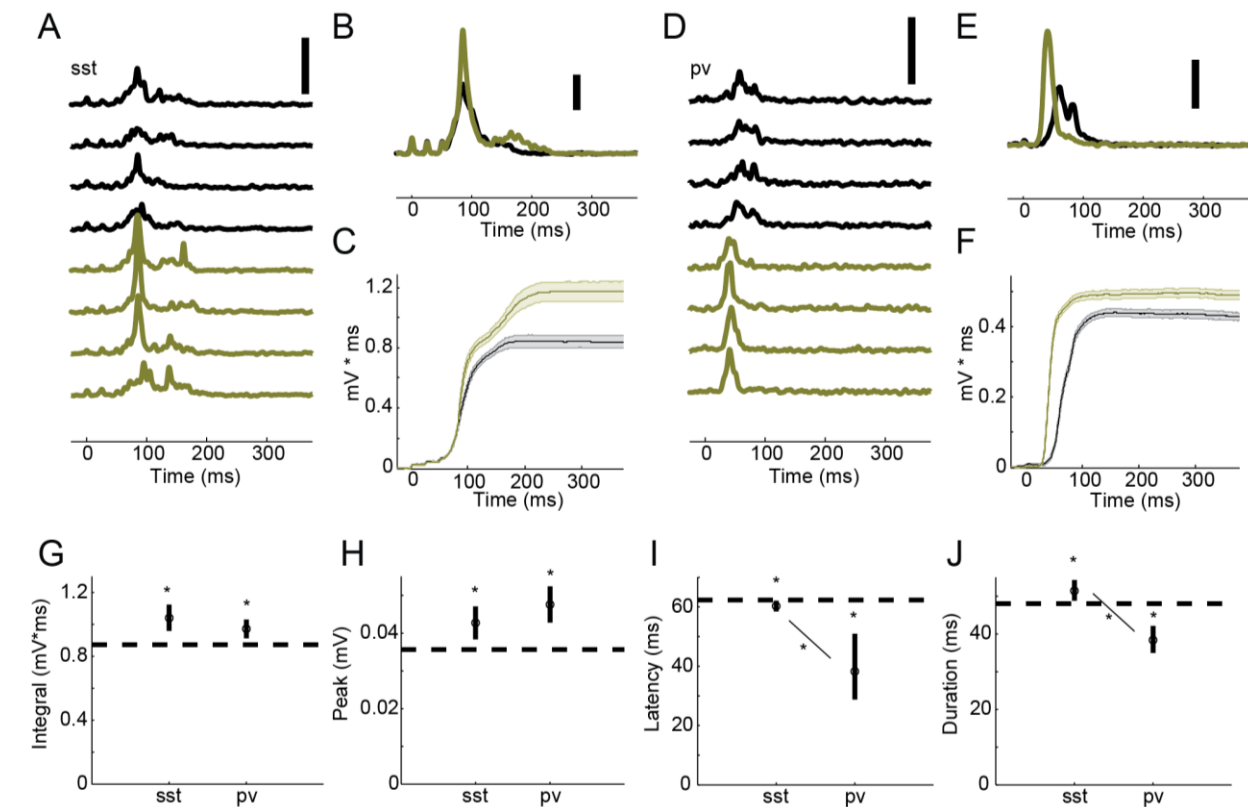 A
B
D
E
sst
pv
0 100 300
Time (ms)
0 100 300
Time (ms)
C
F
1.2
0.8
0.4
0
mV * ms
0.4
0.2
0
mV * ms
0 100 200 300
Time (ms)
0 100 200 300
Time (ms)
100 200 300
Time (ms)
0 100 200 300
Time (ms)
G
H
I
J
1.2
0.8
0.4
0
Integral (mV*ms)
* *
sst pv
0.04
0.02
0
Peak (mV)
* *
sst pv
60
40
20
0
Latency (ms)
* * *
sst pv
40
20
0
Duration (ms)
* * *
sst pv